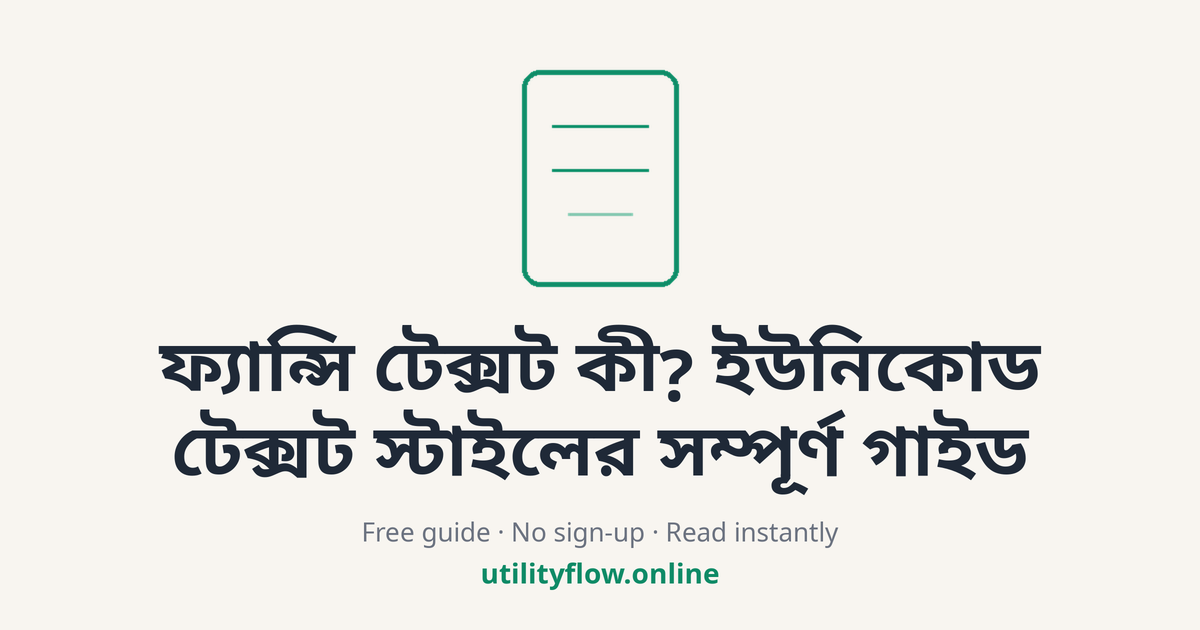 ফ্যান্সি টেক্সট কী? ইউনিকোড
টেক্সট স্টাইলের সম্পূর্ণ গাইড
Free guide · No sign-up · Read instantly
utilityflow.online